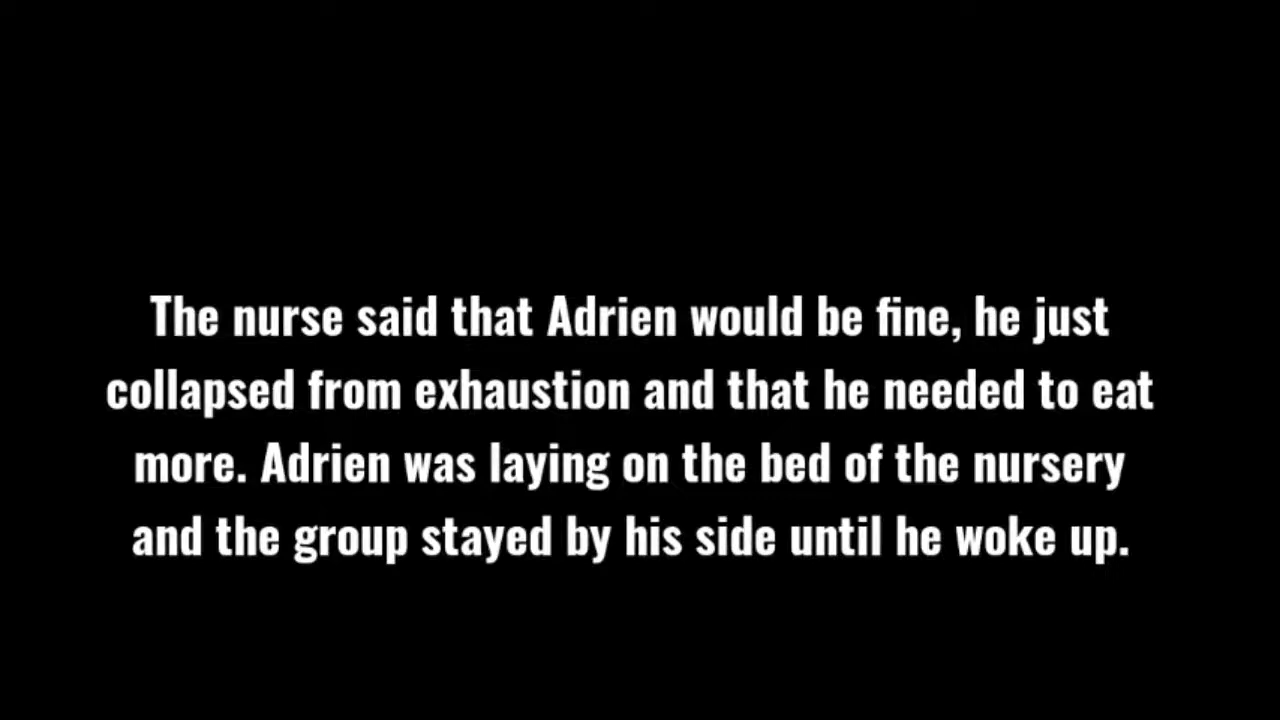 The nurse said that Adrien would be fine, he just
collapsed from exhaustion and that he needed to eat
more. Adrien was laying on the bed of the nursery
and the group stayed by his side until he woke up.